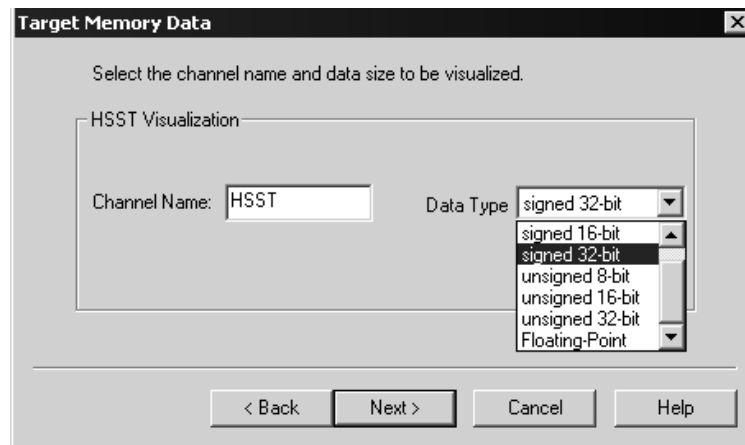 Target Memory Data
Select the channel name and data size to be visualized.
HSST Visualization
Channel Name: HSST Data Type signed 32-bit
signed 16-bit
signed 32-bit
unsigned 8-bit
unsigned 16-bit
unsigned 32-bit
Floating-Point
< Back Next > Cancel Help